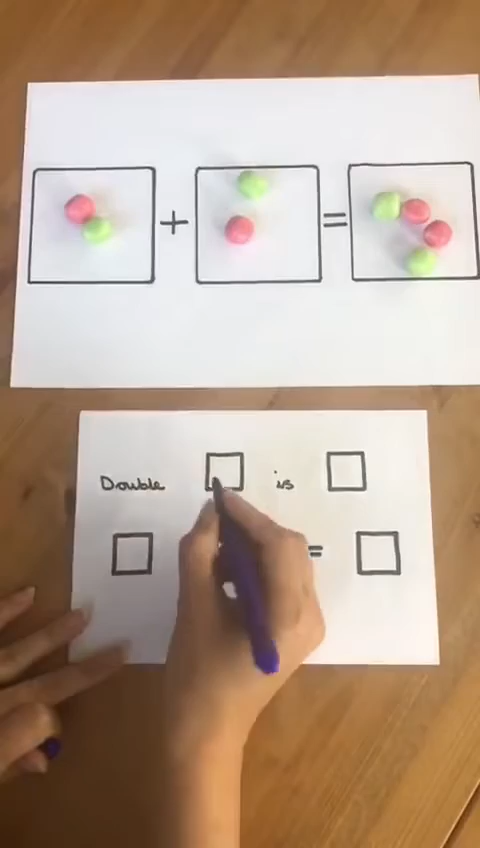 + =
Double is
=